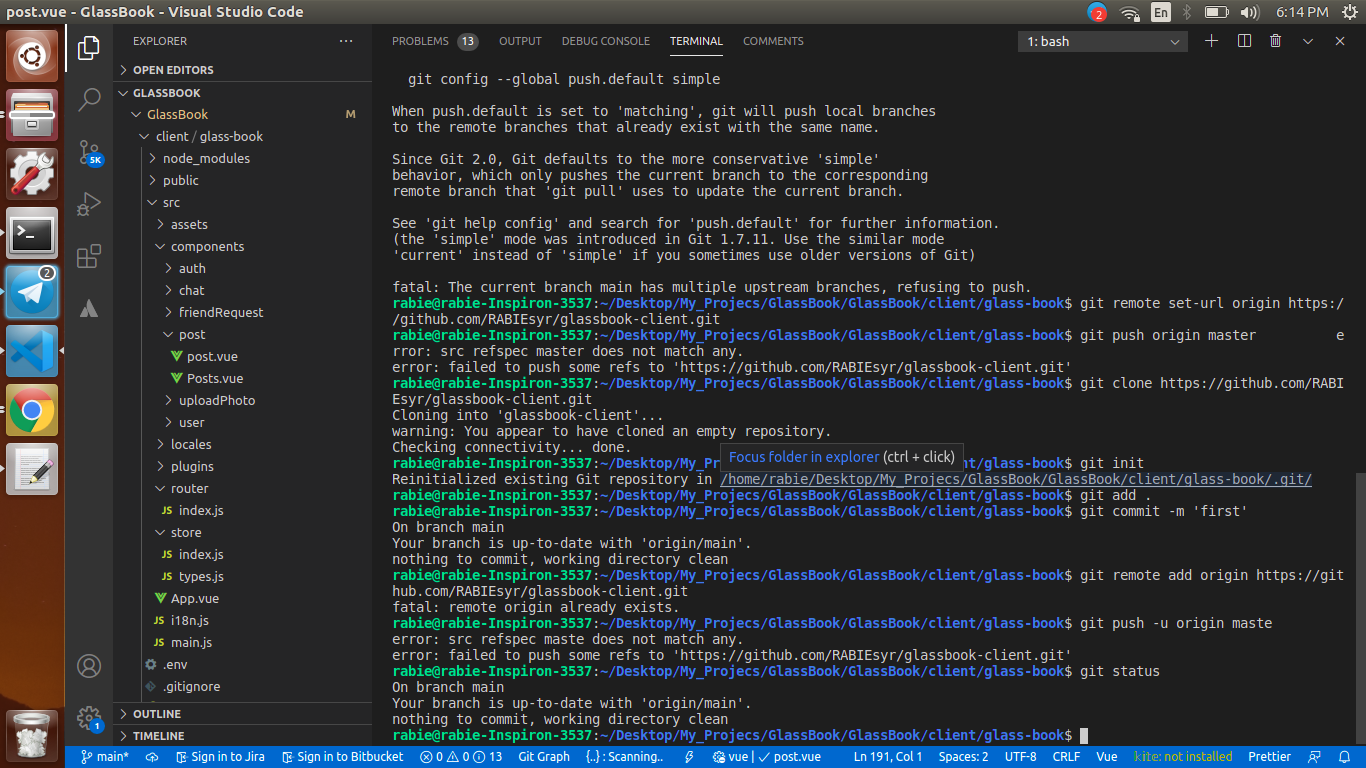 post.vue - GlassBook - Visual Studio Code
2
En
6:14 PM
EXPLORER
...
OPEN EDITORS
GLASSBOOK
GlassBook
M
client / glass-book
node_modules
public
src
assets
components
auth
chat
friendRequest
post
post.vue
Posts.vue
uploadPhoto
user
locales
plugins
router
JS index.js
store
JS index.js
JS types.js
App.vue
JS i18n.js
JS main.js
.env
.gitignore
OUTLINE
TIMELINE
2
5K
1
PROBLEMS 13 OUTPUT DEBUG CONSOLE TERMINAL COMMENTS
1: bash
git config --global push.default simple
When push.default is set to 'matching', git will push local branches
to the remote branches that already exist with the same name.
Since Git 2.0, Git defaults to the more conservative 'simple'
behavior, which only pushes the current branch to the corresponding
remote branch that 'git pull' uses to update the current branch.
See 'git help config' and search for 'push.default' for further information.
(the 'simple' mode was introduced in Git 1.7.11. Use the similar mode
'current' instead of 'simple' if you sometimes use older versions of Git)
fatal: The current branch main has multiple upstream branches, refusing to push.
rabie@rabie-Inspiron-3537:~/Desktop/My_Projecs/GlassBook/GlassBook/client/glass-book$ git remote set-url origin https:/
/github.com/RABIEsyr/glassbook-client.git
rabie@rabie-Inspiron-3537:~/Desktop/My_Projecs/GlassBook/GlassBook/client/glass-book$ git push origin master e
rror: src refspec master does not match any.
error: failed to push some refs to 'https://github.com/RABIEsyr/glassbook-client.git'
rabie@rabie-Inspiron-3537:~/Desktop/My_Projecs/GlassBook/GlassBook/client/glass-book$ git clone https://github.com/RABI
Esyr/glassbook-client.git
Cloning into 'glassbook-client'...
warning: You appear to have cloned an empty repository.
Checking connectivity... done.
Focus folder in explorer (ctrl + click)
rabie@rabie-Inspiron-3537:~/Desktop/My_Pr nt/glass-book$ git init
Reinitialized existing Git repository in /home/rabie/Desktop/My_Projecs/GlassBook/GlassBook/client/glass-book/.git/
rabie@rabie-Inspiron-3537:~/Desktop/My_Projecs/GlassBook/GlassBook/client/glass-book$ git add .
rabie@rabie-Inspiron-3537:~/Desktop/My_Projecs/GlassBook/GlassBook/client/glass-book$ git commit -m 'first'
On branch main
Your branch is up-to-date with 'origin/main'.
nothing to commit, working directory clean
rabie@rabie-Inspiron-3537:~/Desktop/My_Projecs/GlassBook/GlassBook/client/glass-book$ git remote add origin https://git
hub.com/RABIEsyr/glassbook-client.git
fatal: remote origin already exists.
rabie@rabie-Inspiron-3537:~/Desktop/My_Projecs/GlassBook/GlassBook/client/glass-book$ git push -u origin maste
error: src refspec maste does not match any.
error: failed to push some refs to 'https://github.com/RABIEsyr/glassbook-client.git'
rabie@rabie-Inspiron-3537:~/Desktop/My_Projecs/GlassBook/GlassBook/client/glass-book$ git status
On branch main
Your branch is up-to-date with 'origin/main'.
nothing to commit, working directory clean
rabie@rabie-Inspiron-3537:~/Desktop/My_Projecs/GlassBook/GlassBook/client/glass-book$
main* Sign in to Jira Sign in to Bitbucket 0 0 13 Git Graph {..} : Scanning.. vue | ✓ post.vue Ln 191, Col 1 Spaces: 2 UTF-8 CRLF Vue kite: not installed Prettier